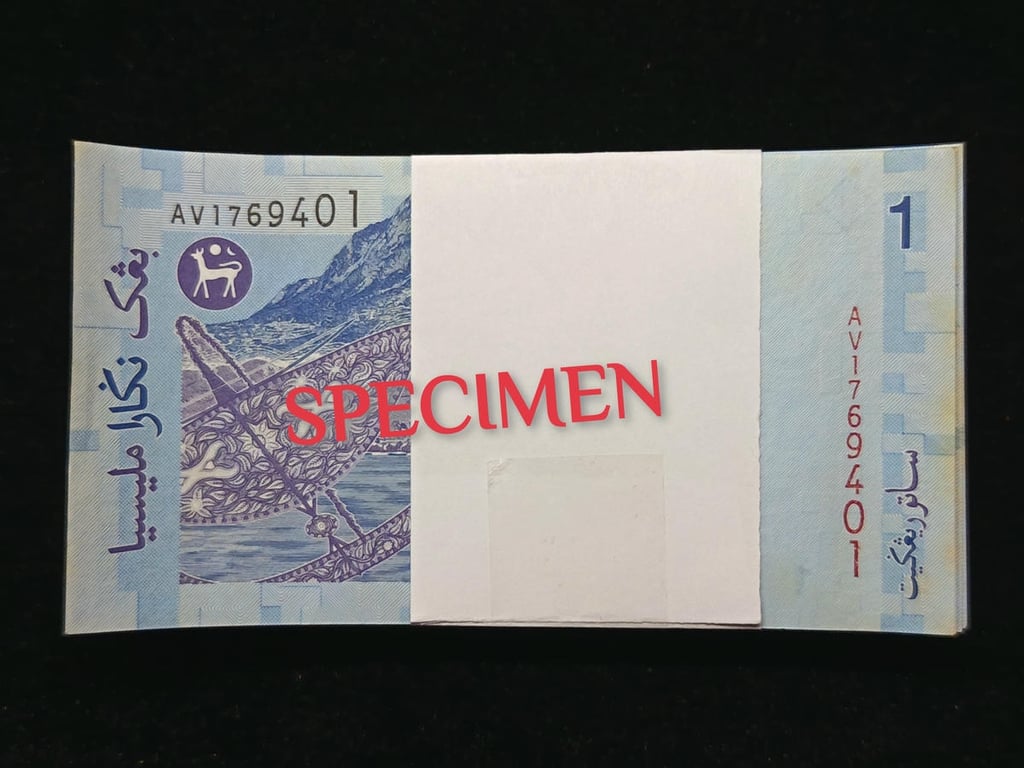 AV1769401
بڠک نݢارا مليسيا
SPECIMEN
1
AV1769401
ساتو ريڠݢيت